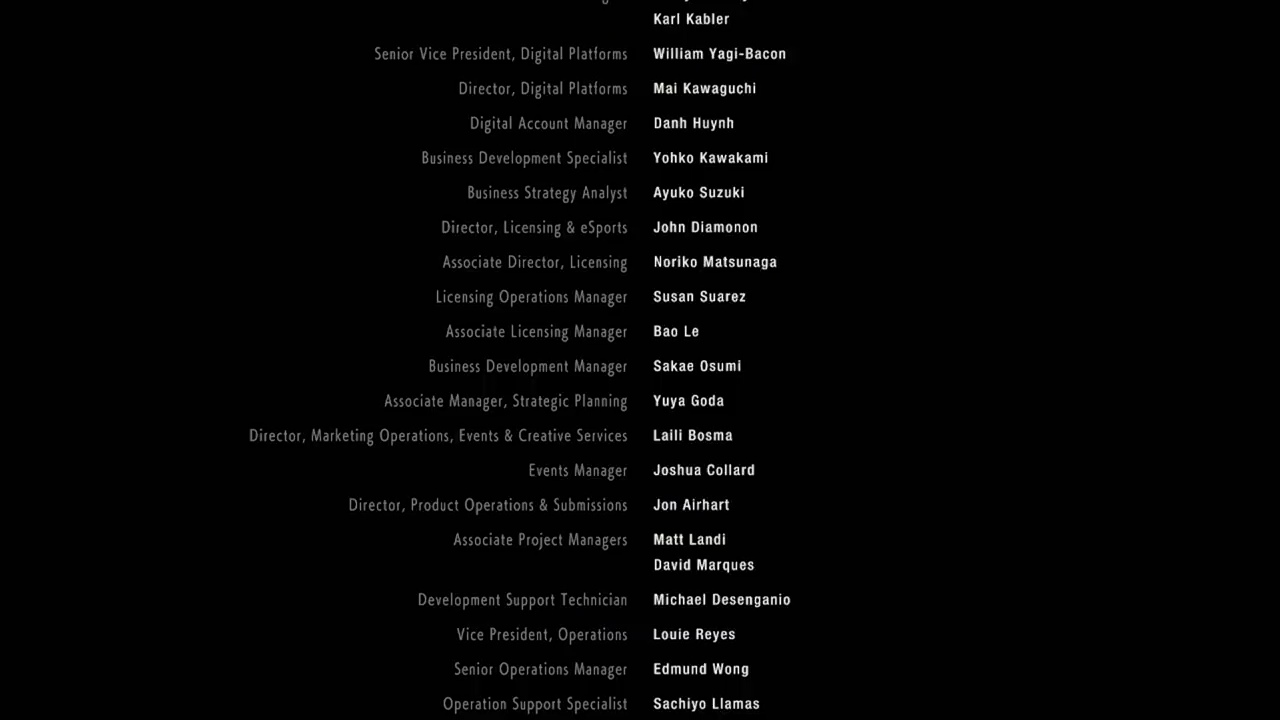 Karl Kabler
Senior Vice President, Digital Platforms William Yagi-Bacon
Director, Digital Platforms Mai Kawaguchi
Digital Account Manager Danh Huynh
Business Development Specialist Yohko Kawakami
Business Strategy Analyst Ayuko Suzuki
Director, Licensing & eSports John Diamonon
Associate Director, Licensing Noriko Matsunaga
Licensing Operations Manager Susan Suarez
Associate Licensing Manager Bao Le
Business Development Manager Sakae Osumi
Associate Manager, Strategic Planning Yuya Goda
Director, Marketing Operations, Events & Creative Services Laili Bosma
Events Manager Joshua Collard
Director, Product Operations & Submissions Jon Airhart
Associate Project Managers Matt Landi
David Marques
Development Support Technician Michael Desenganio
Vice President, Operations Louie Reyes
Senior Operations Manager Edmund Wong
Operation Support Specialist Sachiyo Llamas